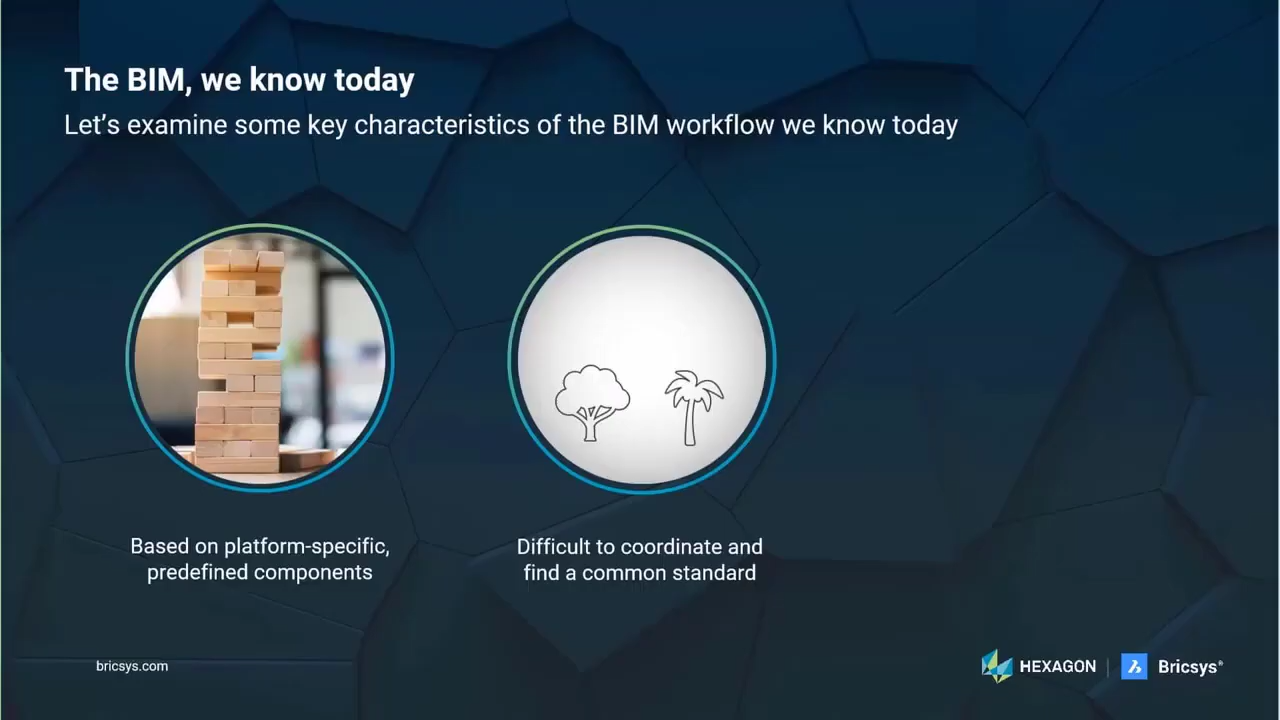 The BIM, we know today
Let’s examine some key characteristics of the BIM workflow we know today
Based on platform-specific,
predefined components
Difficult to coordinate and
find a common standard
bricsys.com
HEXAGON | Bricsys®